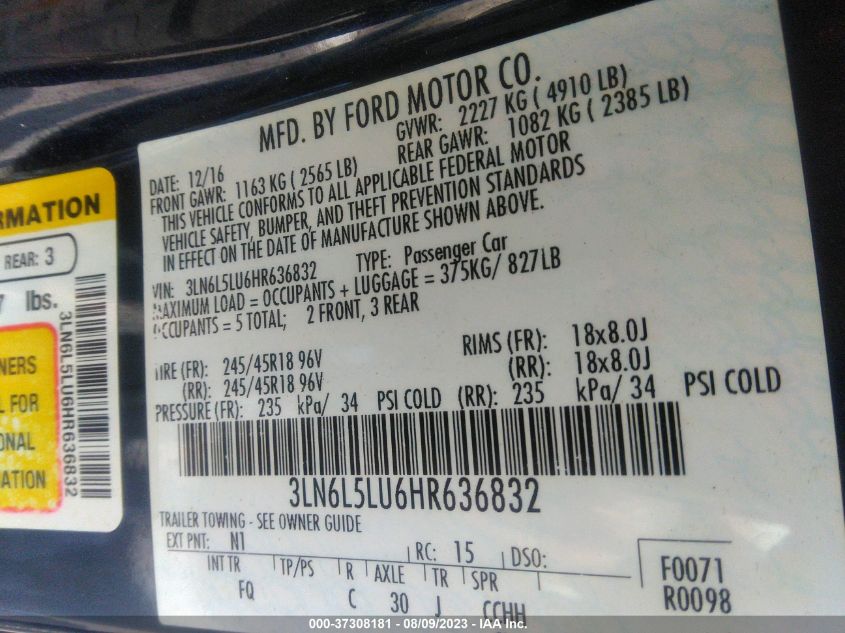 RMATION
REAR: 3
7 lbs.
3LN6L5LU6HR636832
NERS
L FOR
ONAL
ATION
MFD. BY FORD MOTOR CO.
DATE: 12/16 GVWR: 2227 KG ( 4910 LB)
FRONT GAWR: 1163 KG ( 2565 LB) REAR GAWR: 1082 KG ( 2385 LB)
THIS VEHICLE CONFORMS TO ALL APPLICABLE FEDERAL MOTOR
VEHICLE SAFETY, BUMPER, AND THEFT PREVENTION STANDARDS
IN EFFECT ON THE DATE OF MANUFACTURE SHOWN ABOVE.
VIN: 3LN6L5LU6HR636832 TYPE: Passenger Car
MAXIMUM LOAD = OCCUPANTS + LUGGAGE = 375KG/ 827LB
OCCUPANTS = 5 TOTAL; 2 FRONT, 3 REAR
TIRE (FR): 245/45R18 96V RIMS (FR): 18x8.0J
(RR): 245/45R18 96V (RR): 18x8.0J
PRESSURE (FR): 235 kPa/ 34 PSI COLD (RR): 235 kPa/ 34 PSI COLD
3LN6L5LU6HR636832
TRAILER TOWING - SEE OWNER GUIDE
EXT PNT: N1 RC: 15 DSO:
INT TR TP/PS R AXLE TR SPR
FQ C 30 J CCHH
F0071
R0098
000-37308181 - 08/09/2023 - IAA Inc.